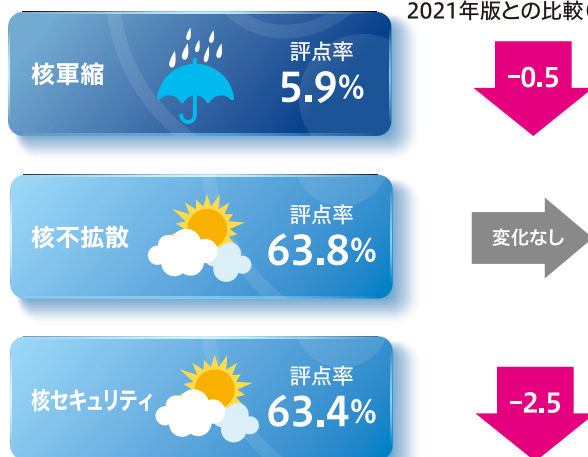 2021年版との比較（
核軍縮
評点率
5.9%
-0.5
核不拡散
評点率
63.8%
変化なし
核セキュリティ
評点率
63.4%
-2.5